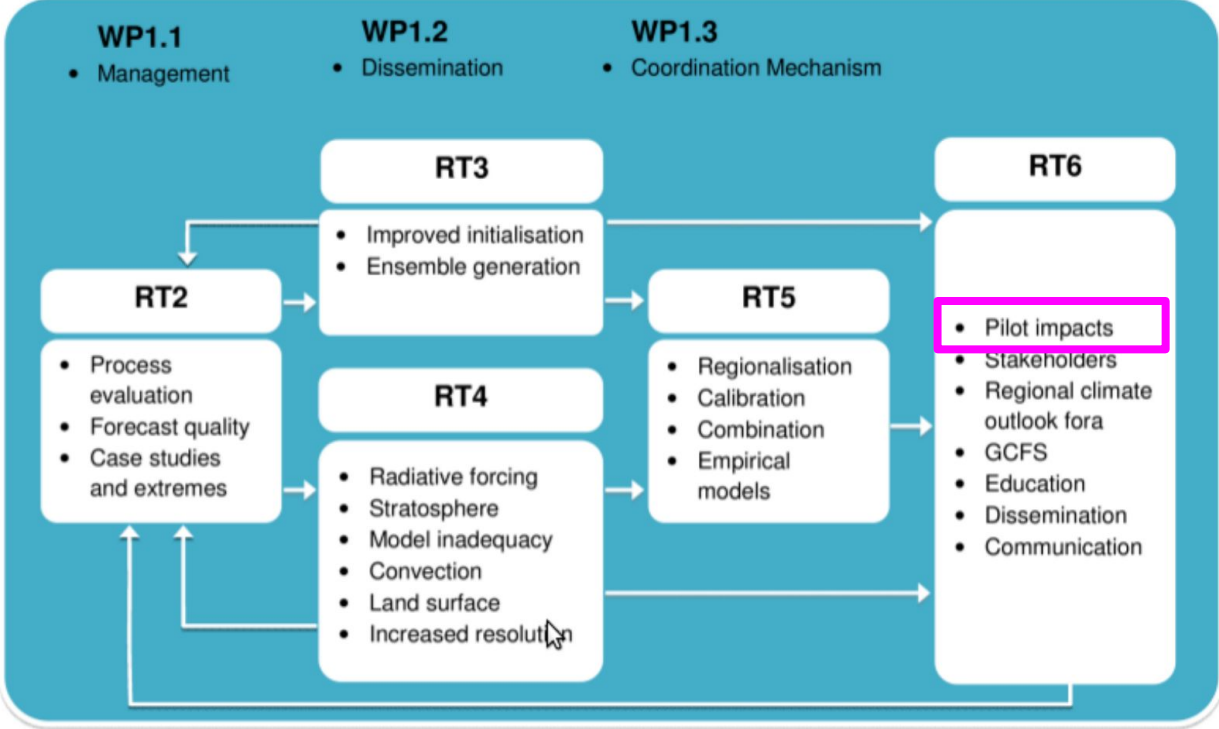 WP1.1
• Management
WP1.2
• Dissemination
WP1.3
• Coordination Mechanism
RT3
• Improved initialisation
• Ensemble generation
RT6
• Pilot impacts
• Stakeholders
• Regional climate
outlook fora
• GCFS
• Education
• Dissemination
• Communication
RT2
• Process
evaluation
• Forecast quality
• Case studies
and extremes
RT5
• Regionalisation
• Calibration
• Combination
• Empirical
models
RT4
• Radiative forcing
• Stratosphere
• Model inadequacy
• Convection
• Land surface
• Increased resolution